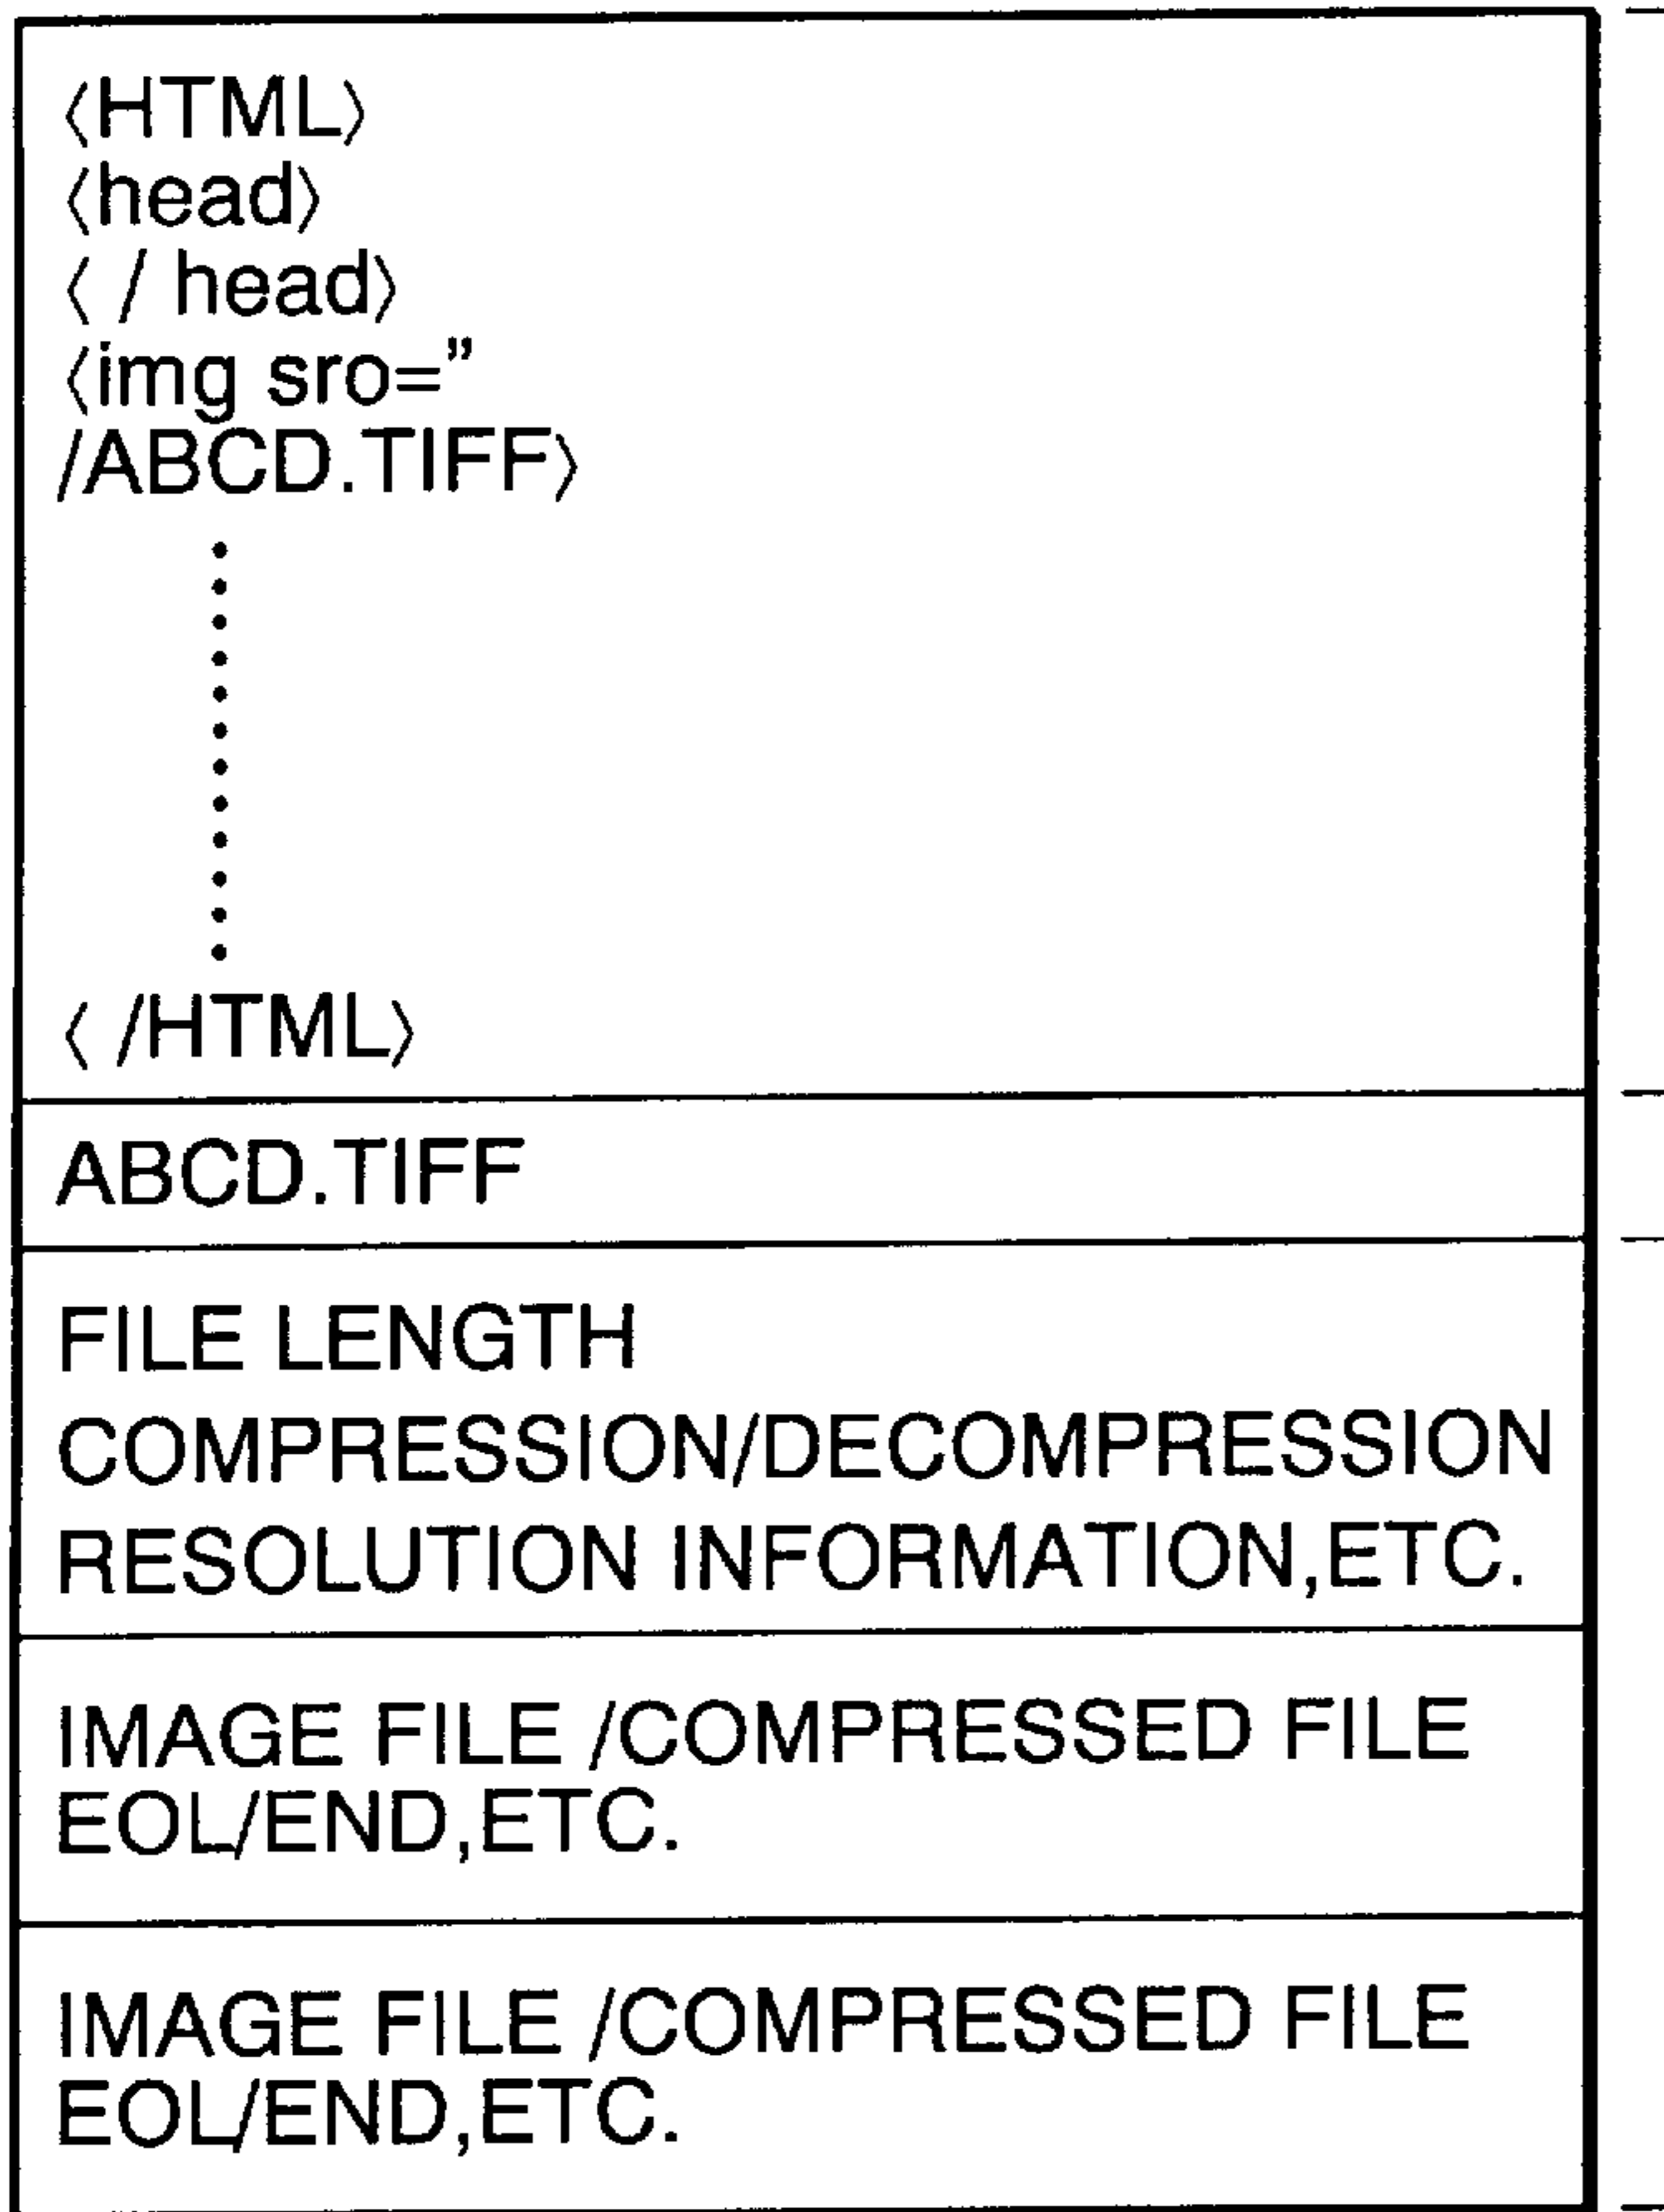 〈HTML〉
〈head〉
〈 / head〉
〈img sro=”
/ABCD.TIFF〉
〈 /HTML〉
ABCD.TIFF
FILE LENGTH
COMPRESSION/DECOMPRESSION
RESOLUTION INFORMATION,ETC.
IMAGE FILE /COMPRESSED FILE
EOL/END,ETC.
IMAGE FILE /COMPRESSED FILE
EOL/END,ETC.